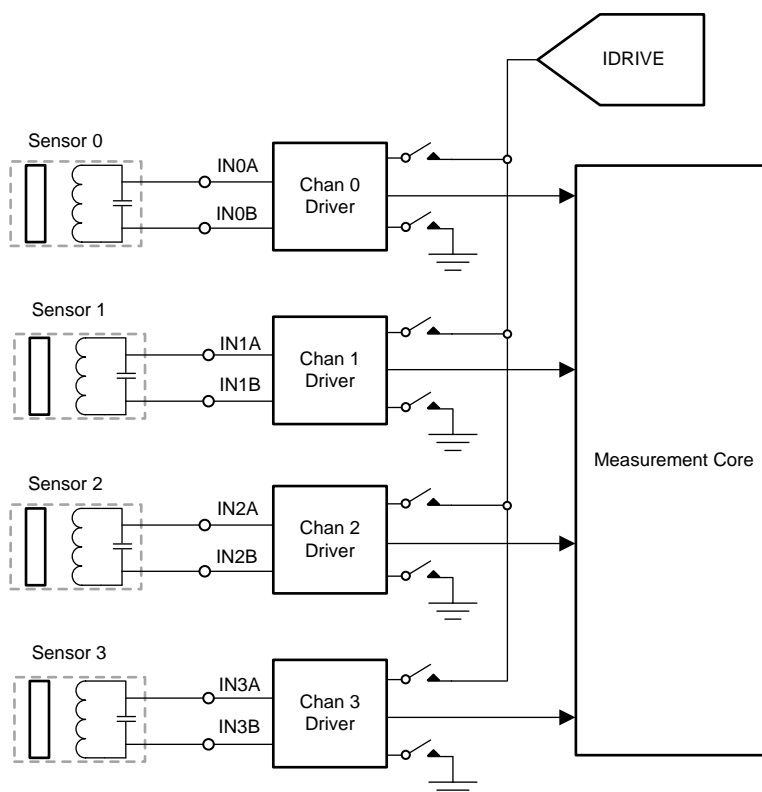 IDRIVE
Sensor 0
IN0A
Chan 0
Driver
IN0B
Sensor 1
IN1A
Chan 1
Driver
IN1B
Measurement Core
Sensor 2
IN2A
Chan 2
Driver
IN2B
Sensor 3
IN3A
Chan 3
Driver
IN3B